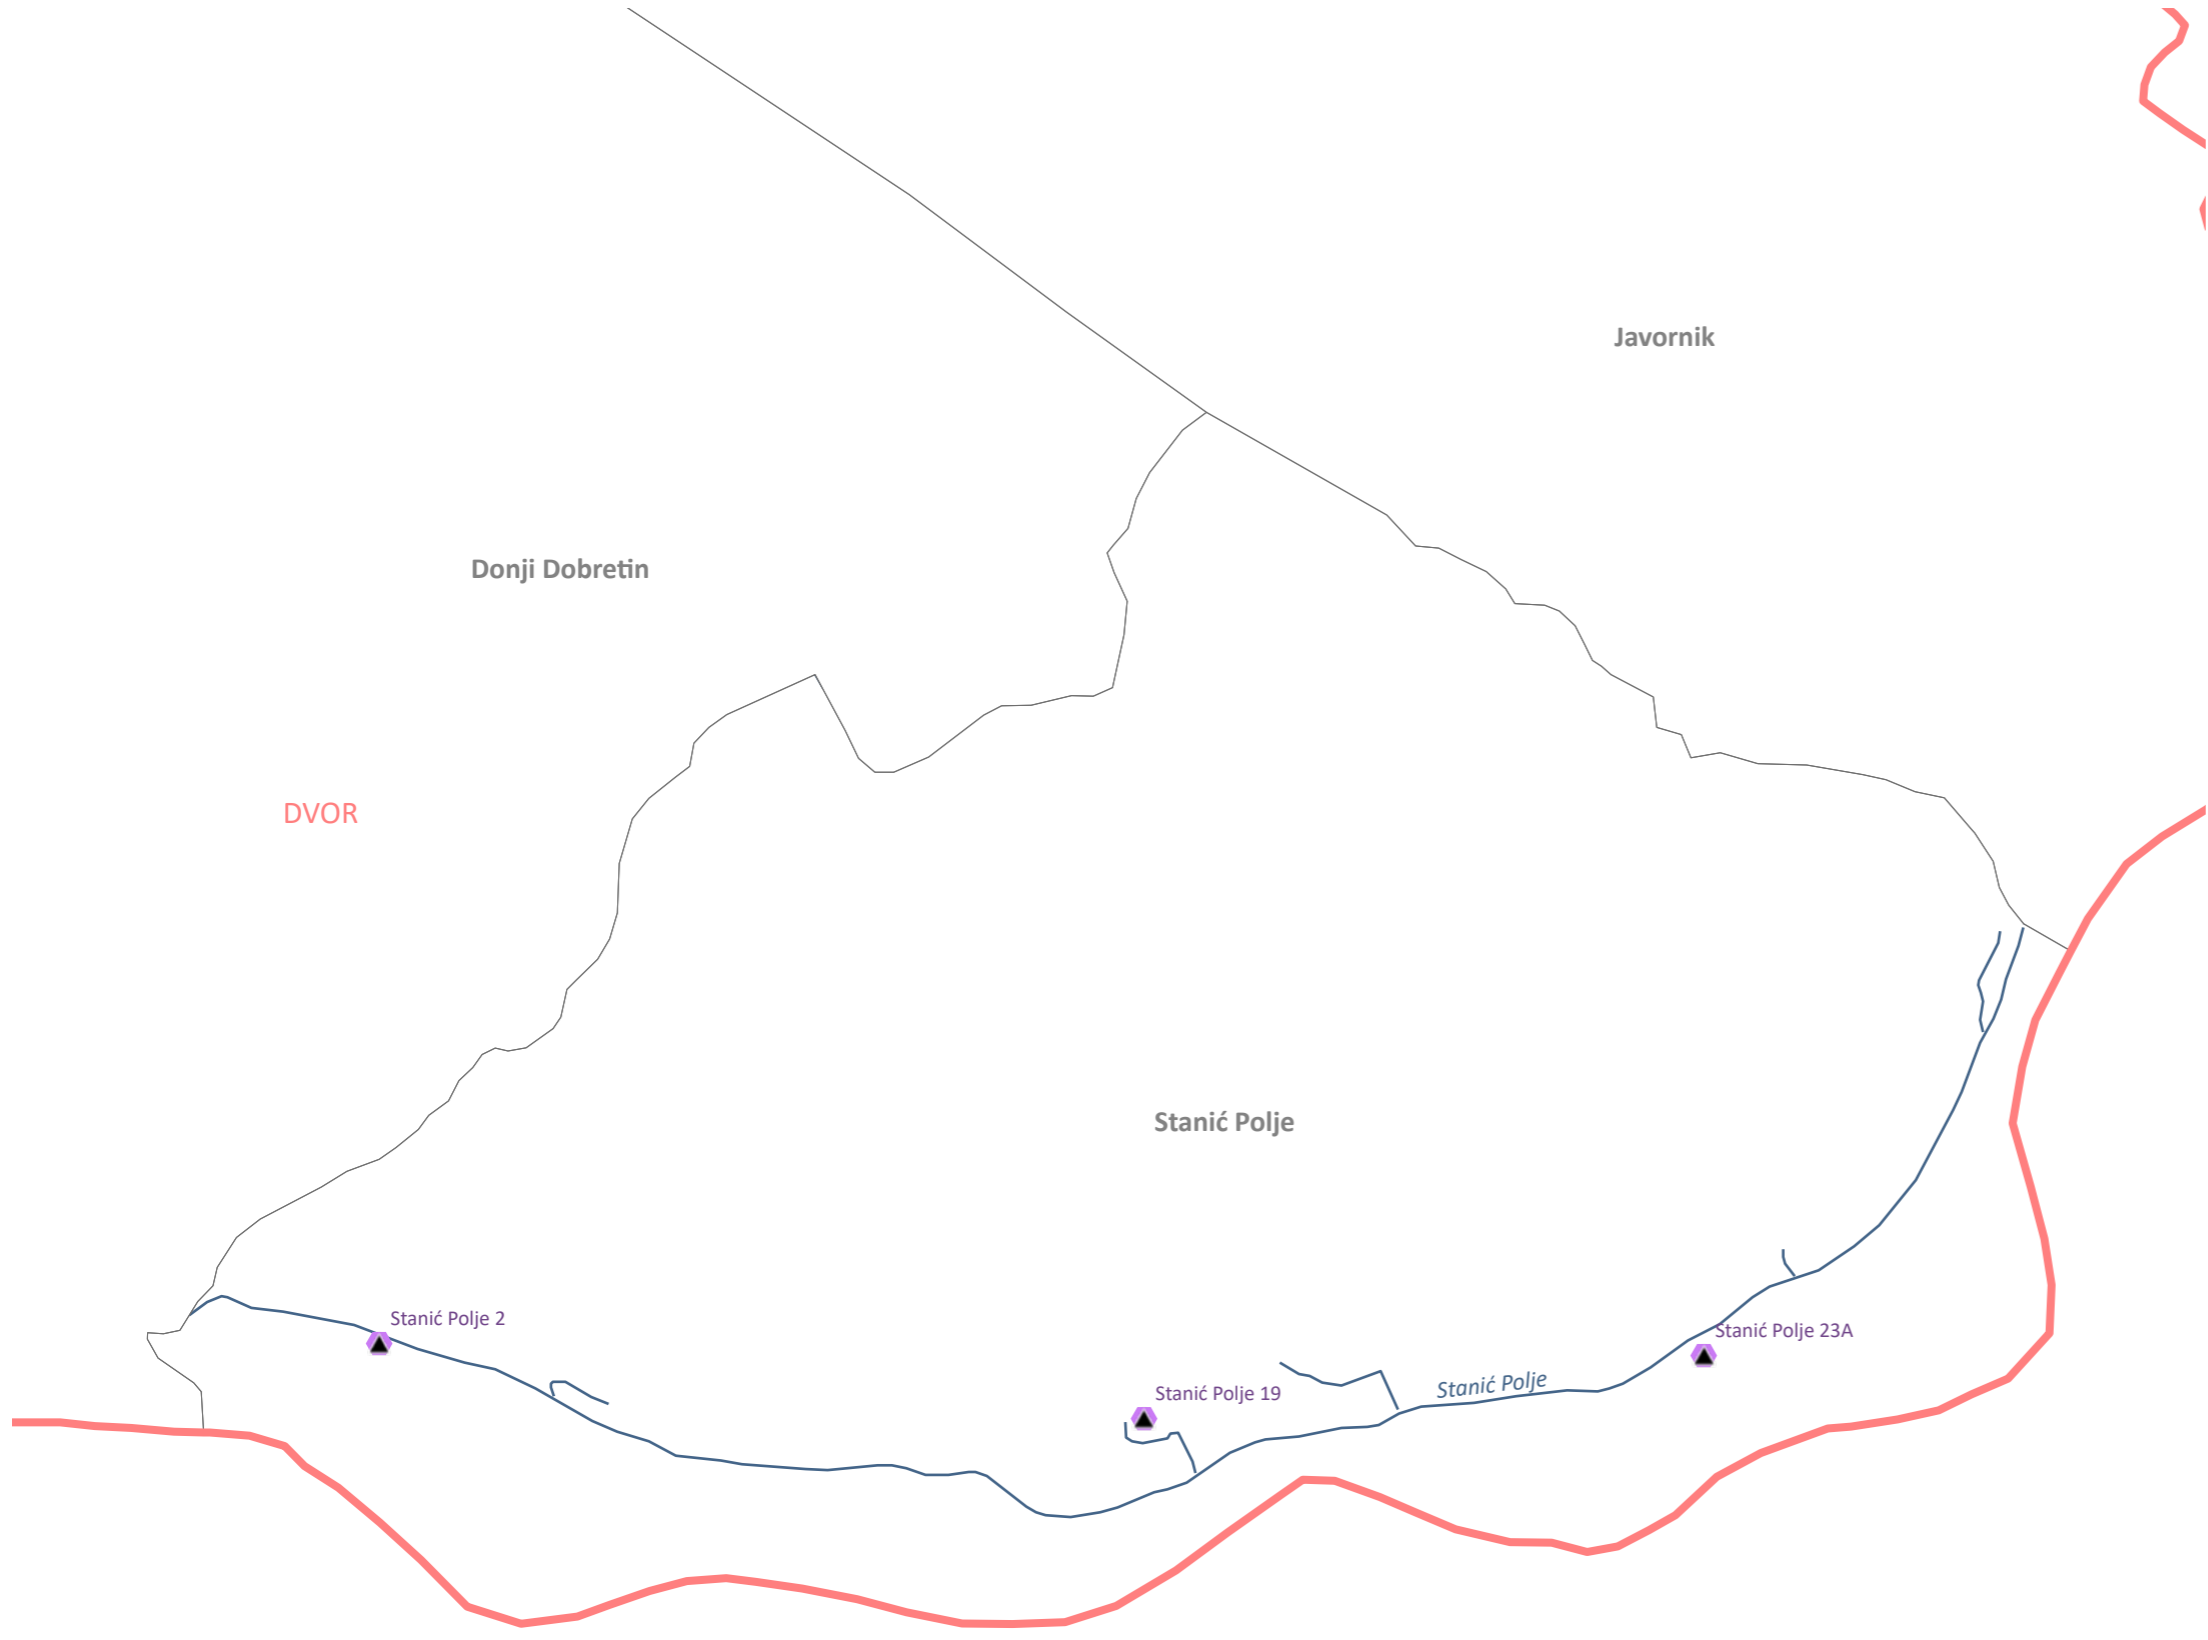 Javornik
Donji Dobretin
DVOR
Stanić Polje
Stanić Polje 2
Stanić Polje 23A
Stanić Polje
Stanić Polje 19